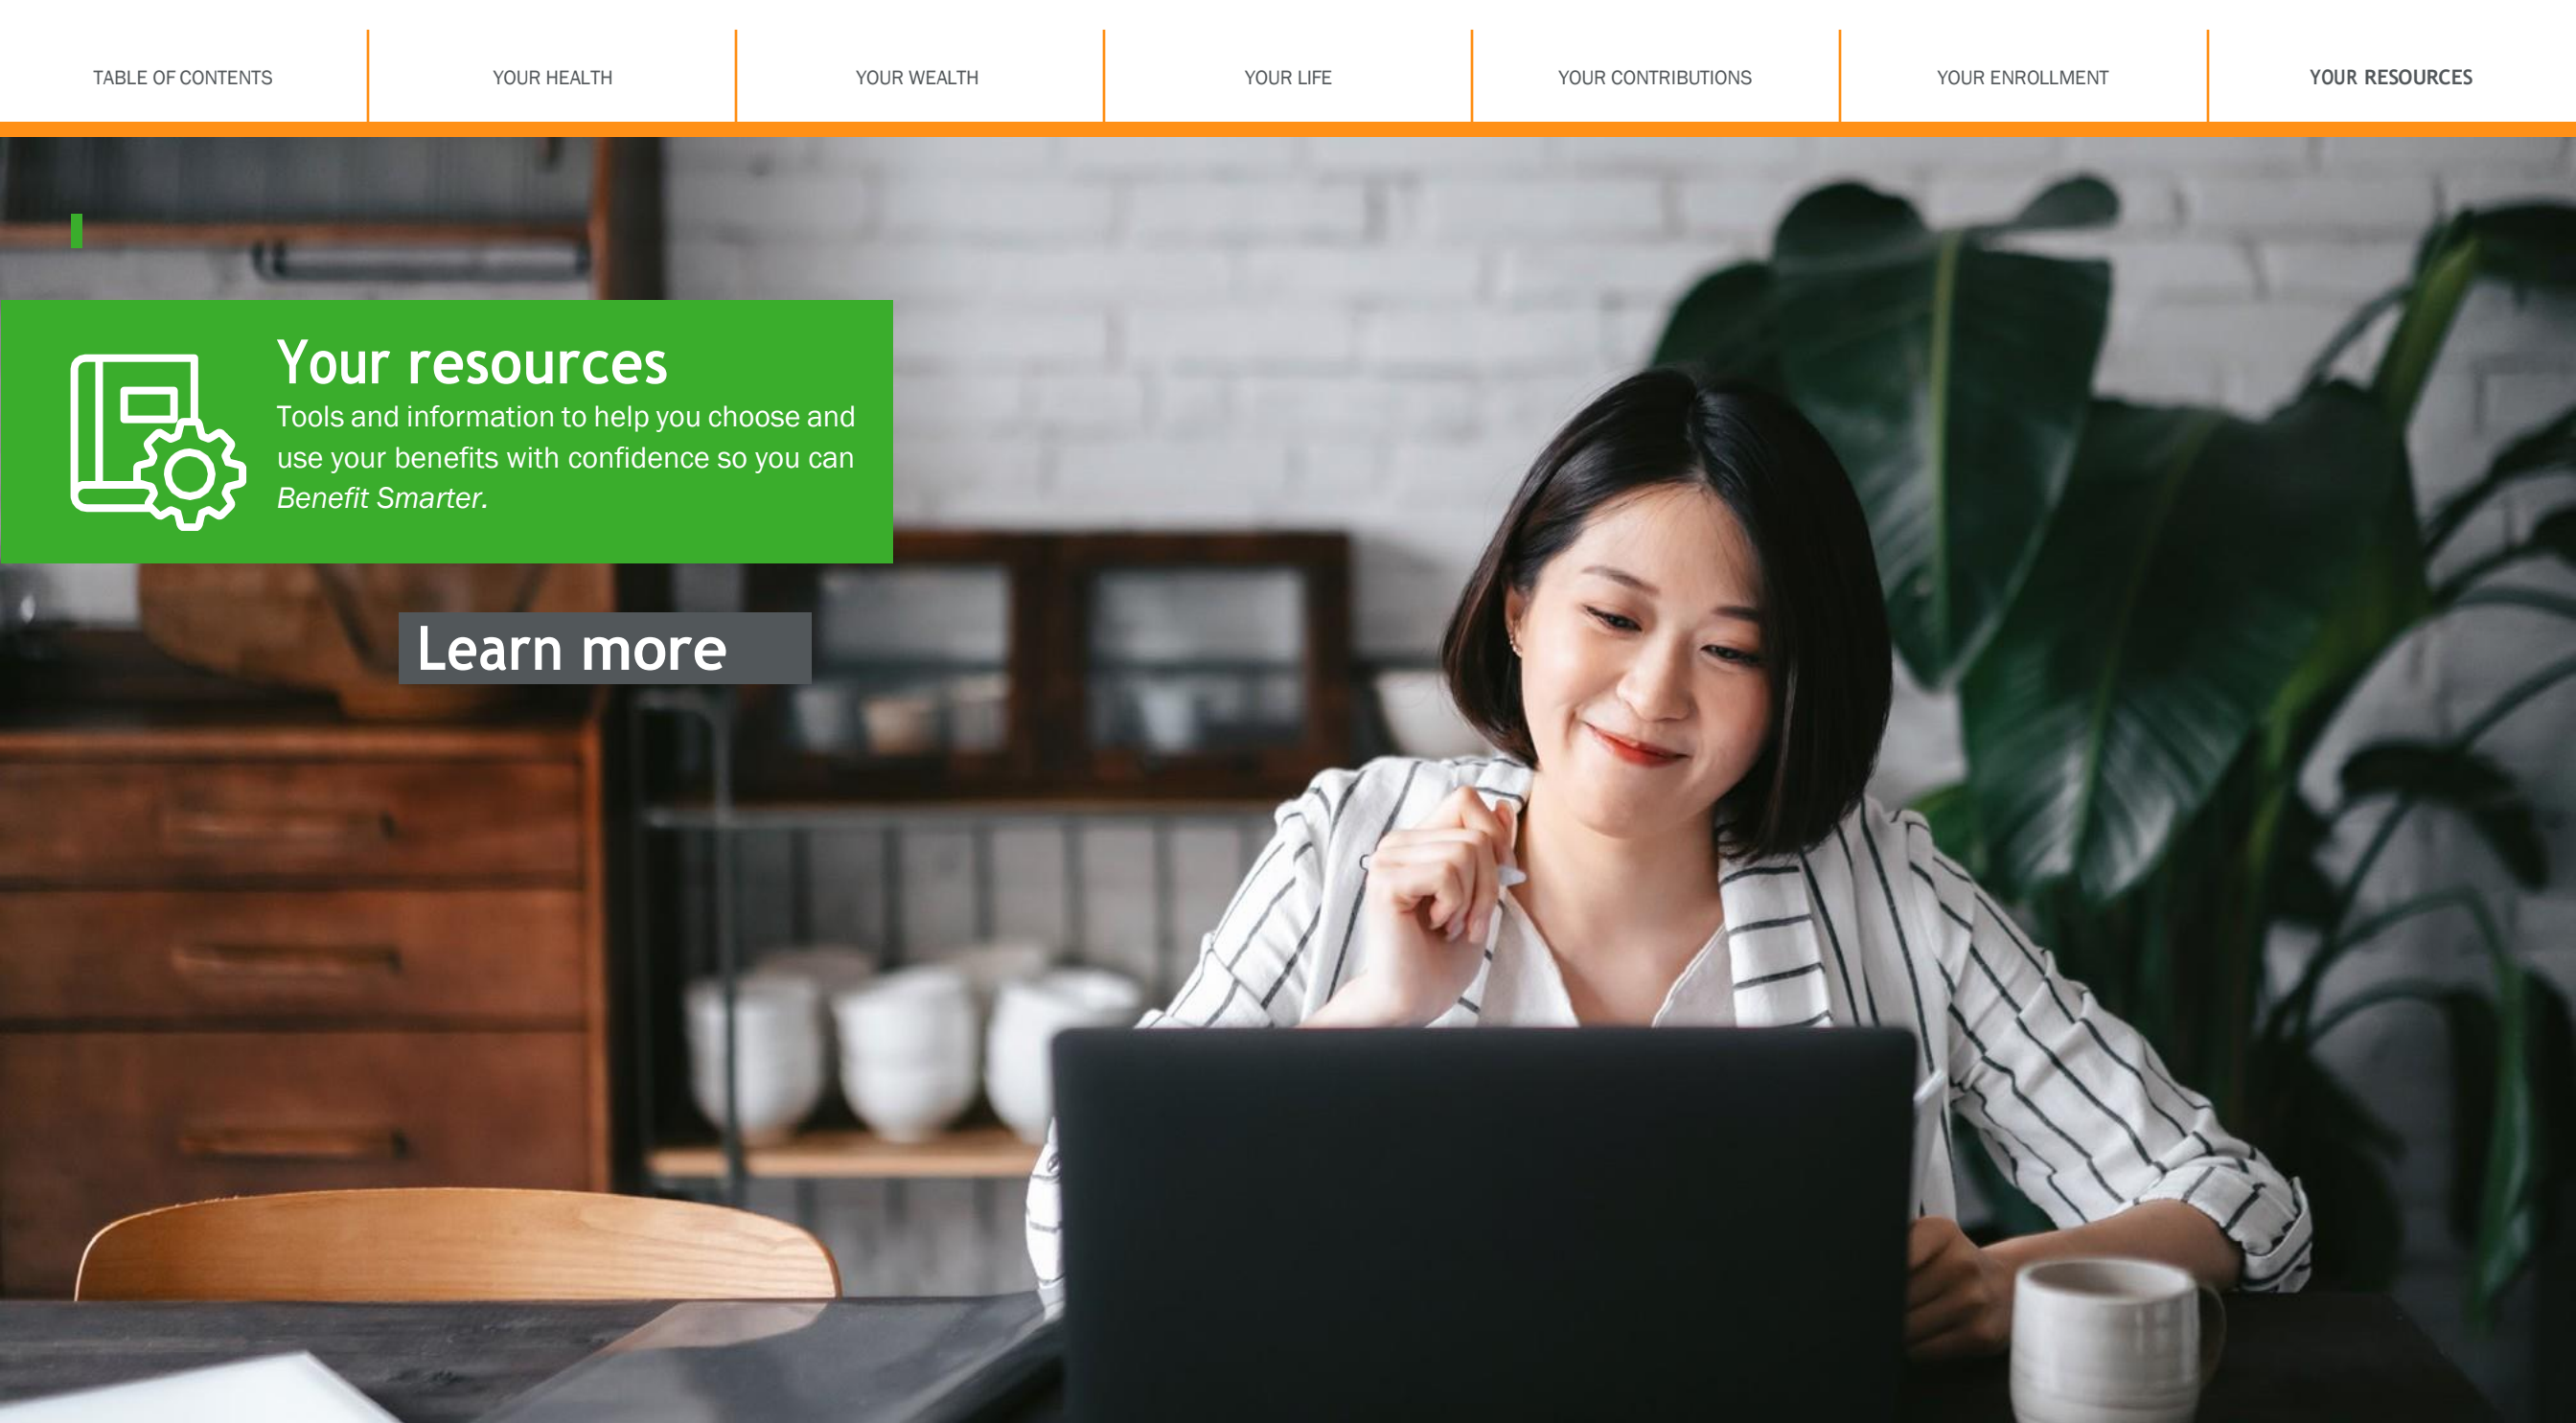 TABLE OF CONTENTS
YOUR HEALTH
YOUR WEALTH
YOUR LIFE
YOUR CONTRIBUTIONS
YOUR ENROLLMENT
YOUR RESOURCES
Your resources
Tools and information to help you choose and
use your benefits with confidence so you can
Benefit Smarter.
Learn more